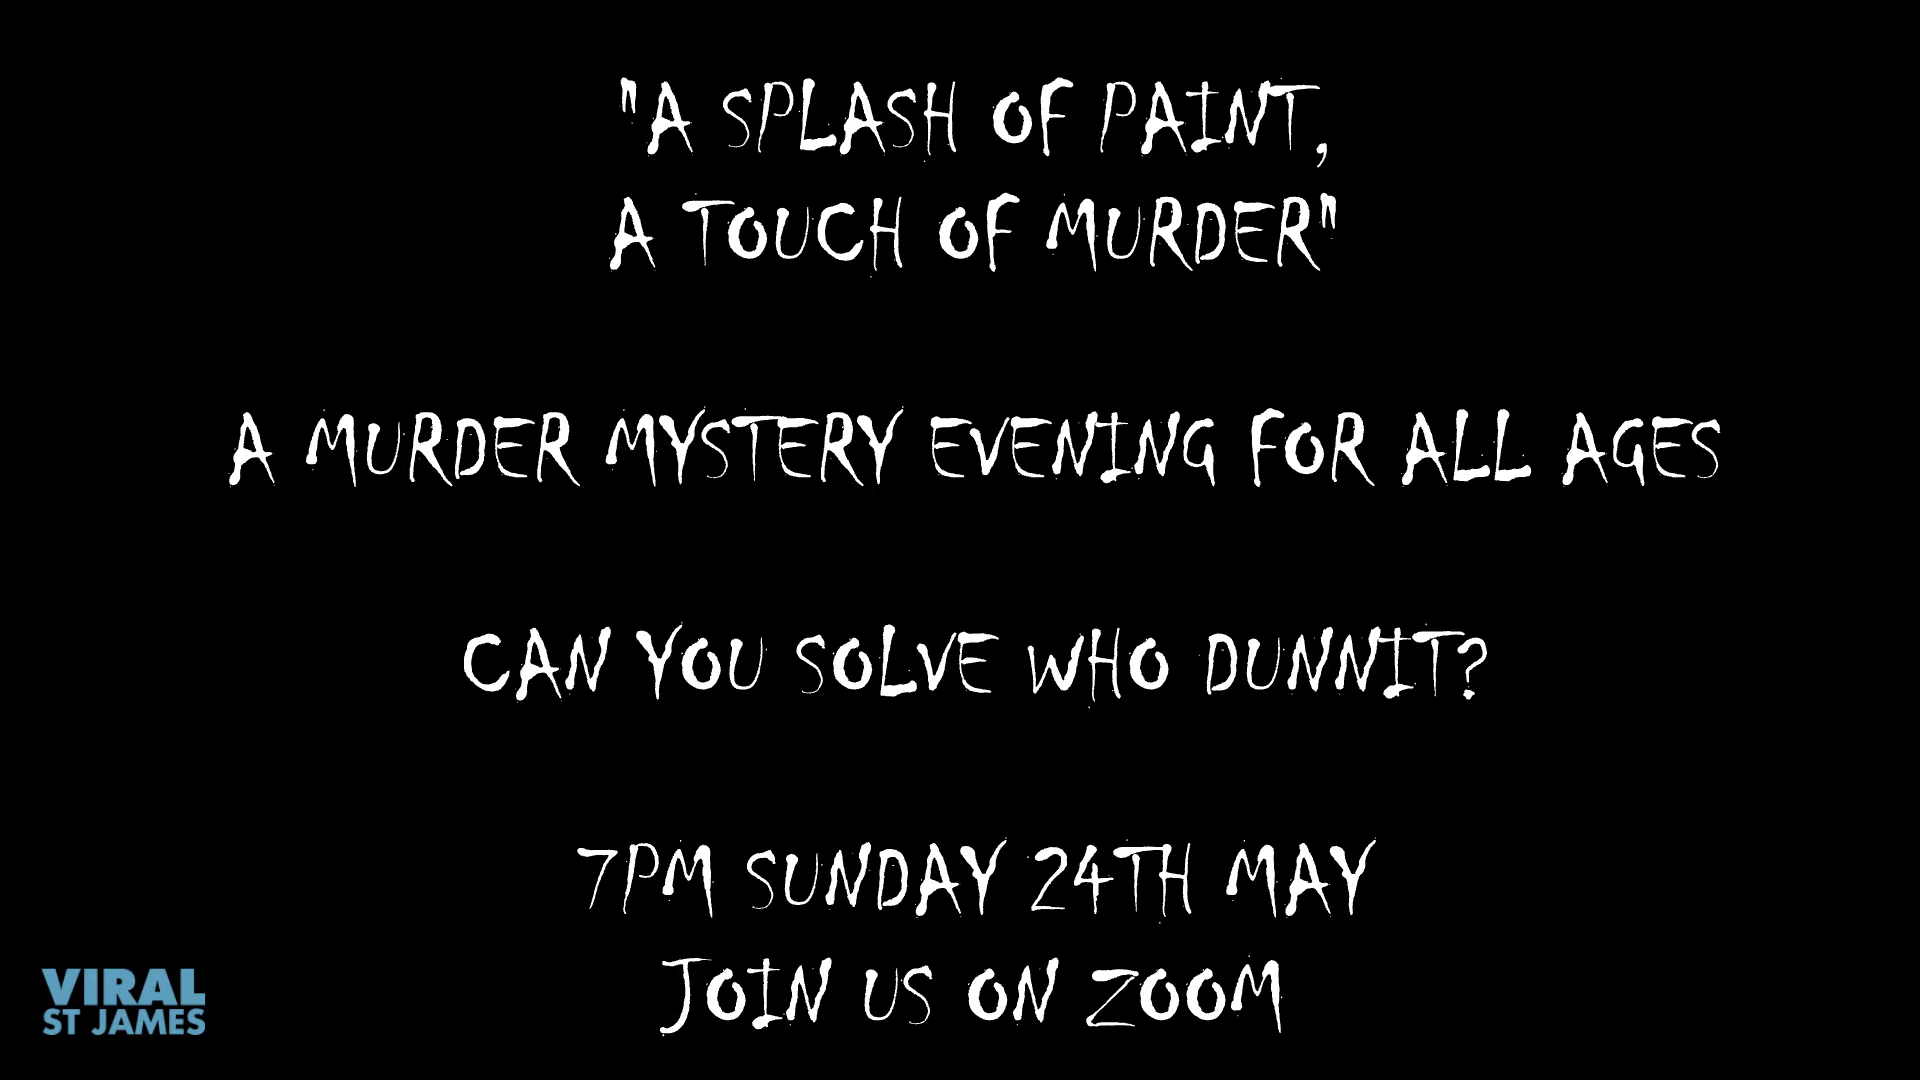 "A SPLASH OF PAINT,
A TOUCH OF MURDER"
A MURDER MYSTERY EVENING FOR ALL AGES
CAN YOU SOLVE WHO DUNNIT?
7PM SUNDAY 24TH MAY
JOIN US ON ZOOM
VIRAL
ST JAMES